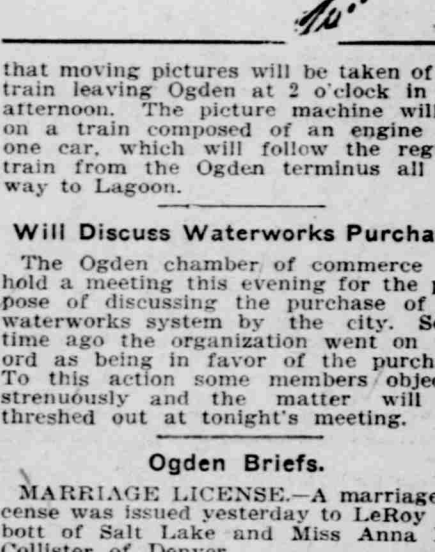 that moving pictures will be taken of
train leaving Ogden at 2 o'clock in
afternoon. The picture machine will
on a train composed of an engine
one car, which will follow the reg
train from the Ogden terminus all
way to Lagoon.
Will Discuss Waterworks Purcha
The Ogden chamber of commerce
hold a meeting this evening for the p
pose of discussing the purchase of
waterworks system by the city. So
time ago the organization went on
ord as being in favor of the purch
To this action some members objec
strenuously and the matter will
threshed out at tonight's meeting.
Ogden Briefs.
MARRIAGE LICENSE.—A marriage
cense was issued yesterday to LeRoy
bott of Salt Lake and Miss Anna
Collister of Denver